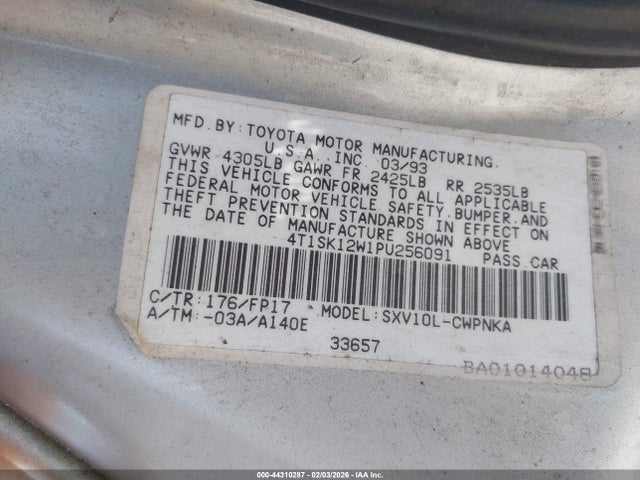 MFD.BY:TOYOTA MOTOR MANUFACTURING.
U.S.A.,INC. 03/93
GVWR 4305LB GAWR FR 2425LB RR 2535LB
THIS VEHICLE CONFORMS TO ALL APPLICABLE
FEDERAL MOTOR VEHICLE SAFETY.BUMPER.AND
THEFT PREVENTION STANDARDS IN EFFECT ON
THE DATE OF MANUFACTURE SHOWN ABOVE
4T1SK12W1PU256091 PASS.CAR
C/TR:176/FP17 MODEL:SXV10L-CWPNKA
A/TM:-03A/A140E
33657
BA01014048
000-44310287 - 02/03/2026 - IAA Inc.